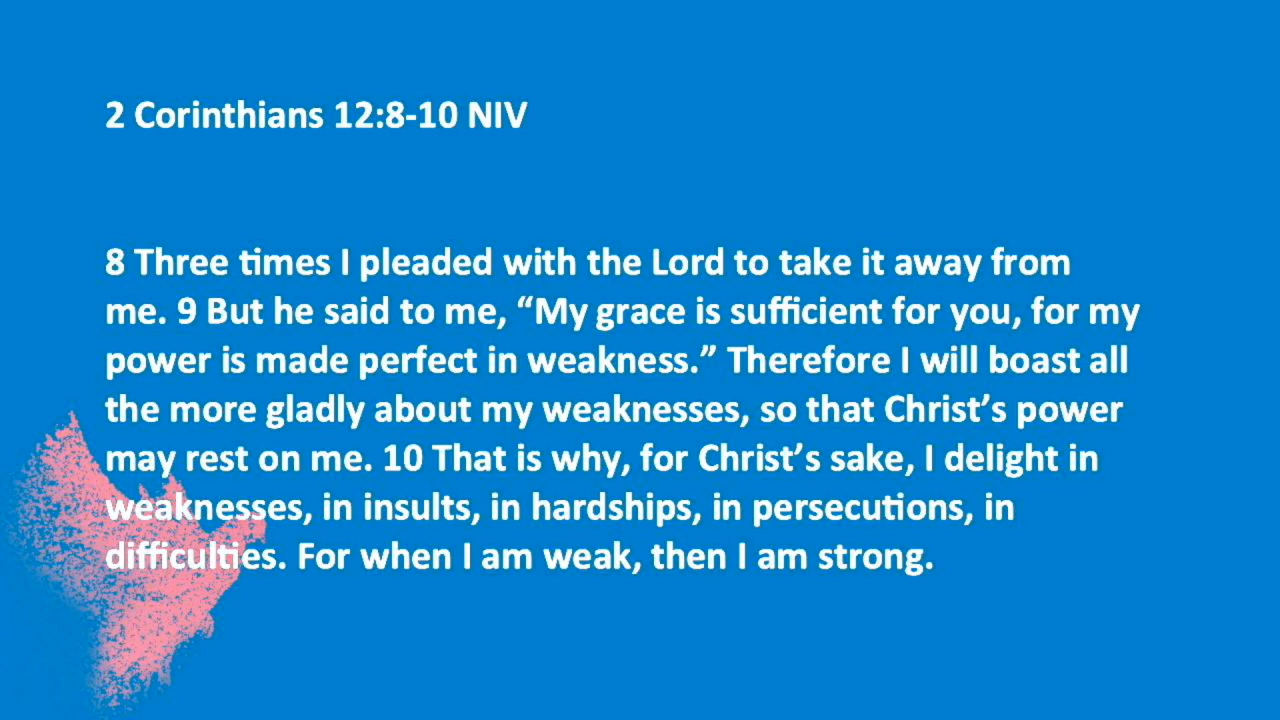 2 Corinthians 12:8-10 NIV
8 Three times I pleaded with the Lord to take it away from
me. 9 But he said to me, “My grace is sufficient for you, for my
power is made perfect in weakness.” Therefore I will boast all
the more gladly about my weaknesses, so that Christ’s power
may rest on me. 10 That is why, for Christ’s sake, I delight in
weaknesses, in insults, in hardships, in persecutions, in
difficulties. For when I am weak, then I am strong.